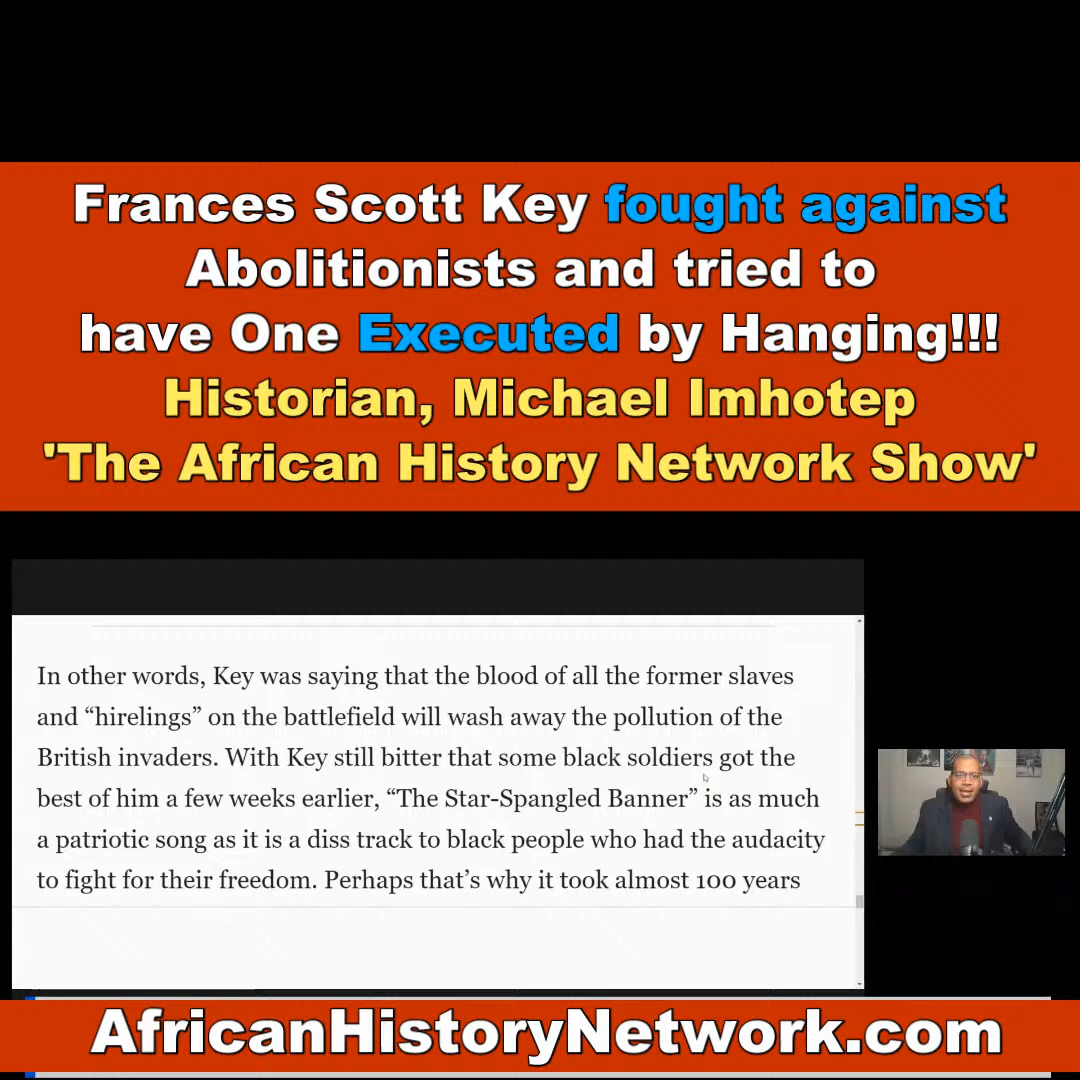 Frances Scott Key fought against
Abolitionists and tried to
have One Executed by Hanging!!!
Historian, Michael Imhotep
'The African History Network Show'
In other words, Key was saying that the blood of all the former slaves
and “hirelings” on the battlefield will wash away the pollution of the
British invaders. With Key still bitter that some black soldiers got the
best of him a few weeks earlier, “The Star-Spangled Banner” is as much
a patriotic song as it is a diss track to black people who had the audacity
to fight for their freedom. Perhaps that’s why it took almost 100 years
AfricanHistoryNetwork.com